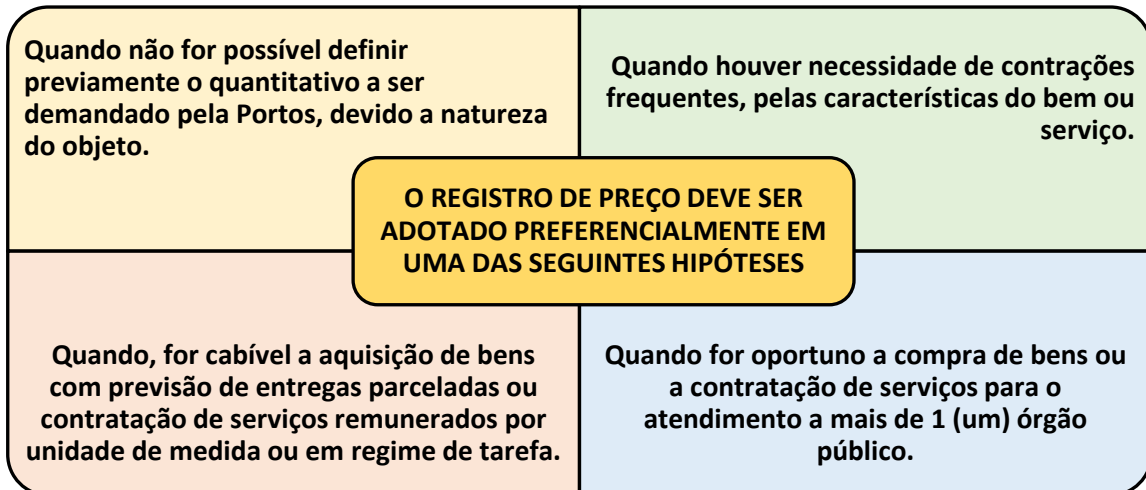 Quando não for possível definir
previamente o quantitativo a ser
demandado pela Portos, devido a natureza
do objeto.
Quando houver necessidade de contrações
frequentes, pelas características do bem ou
serviço.
O REGISTRO DE PREÇO DEVE SER
ADOTADO PREFERENCIALMENTE EM
UMA DAS SEGUINTES HIPÓTESES
Quando, for cabível a aquisição de bens
com previsão de entregas parceladas ou
contratação de serviços remunerados por
unidade de medida ou em regime de tarefa.
Quando for oportuno a compra de bens ou
a contratação de serviços para o
atendimento a mais de 1 (um) órgão
público.